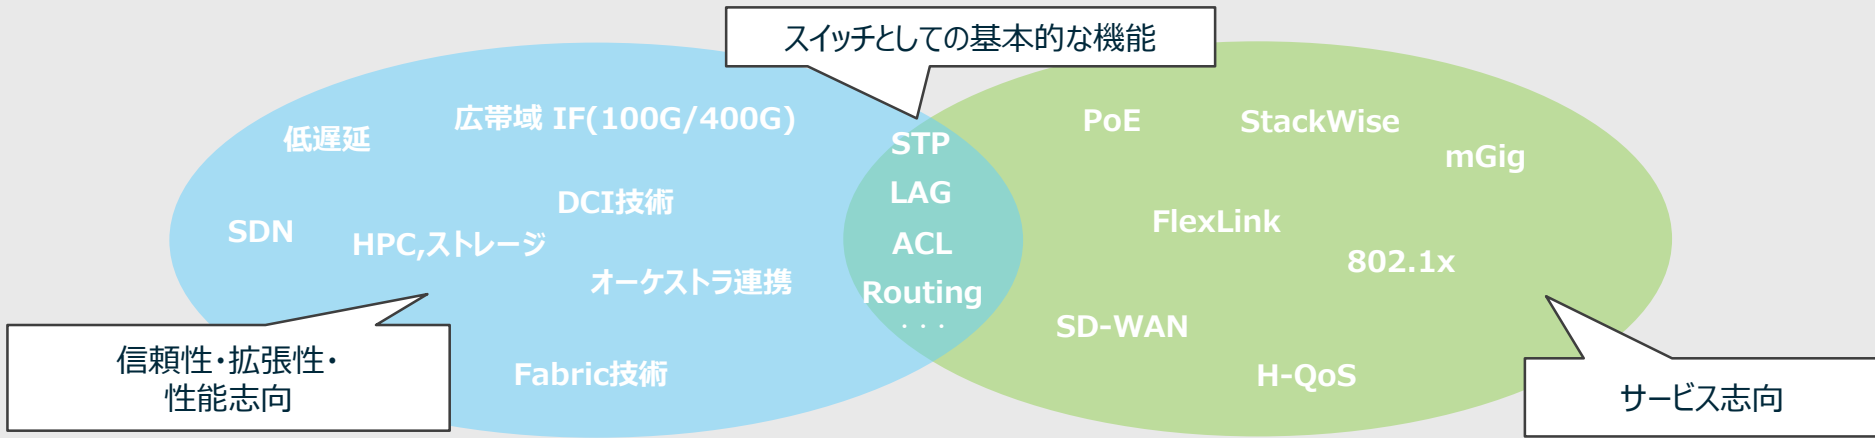 スイッチとしての基本的な機能
低遅延
広帯域 IF(100G/400G)
SDN
HPC,ストレージ
DCI技術
オーケストラ連携
Fabric技術
信頼性・拡張性・
性能志向
STP
LAG
ACL
Routing
・・・
PoE
StackWise
mGig
FlexLink
802.1x
SD-WAN
H-QoS
サービス志向